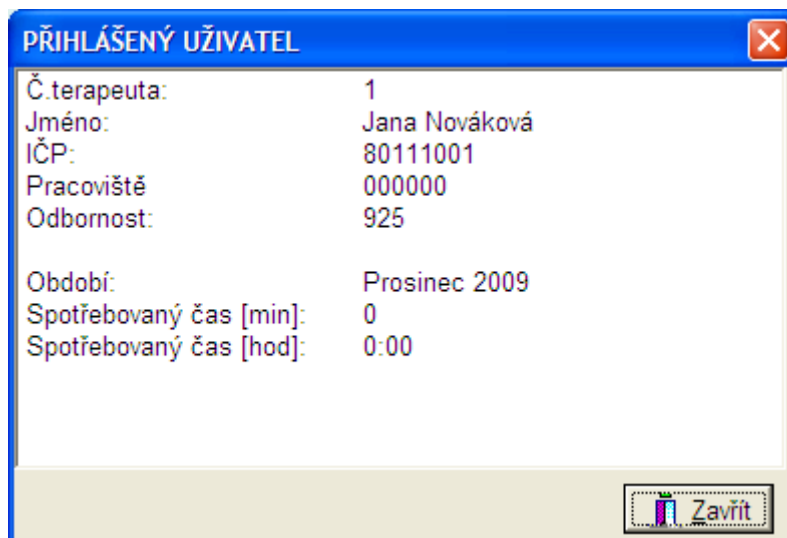 PŘIHLÁŠENÝ UŽIVATEL
Č.terapeuta: 1
Jméno: Jana Nováková
IČP: 80111001
Pracoviště 000000
Odbornost: 925
Období: Prosinec 2009
Spotřebovaný čas [min]: 0
Spotřebovaný čas [hod]: 0:00
Zavřít